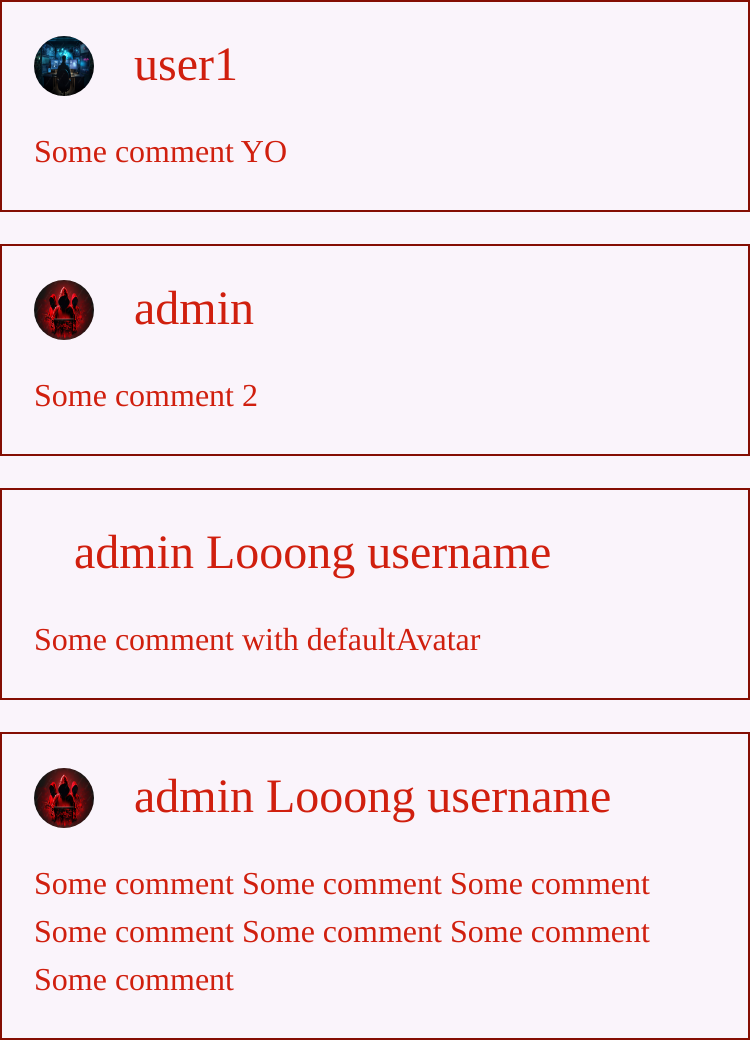 user1
Some comment YO
admin
Some comment 2
admin Looong username
Some comment with defaultAvatar
admin Looong username
Some comment Some comment Some comment
Some comment Some comment Some comment
Some comment